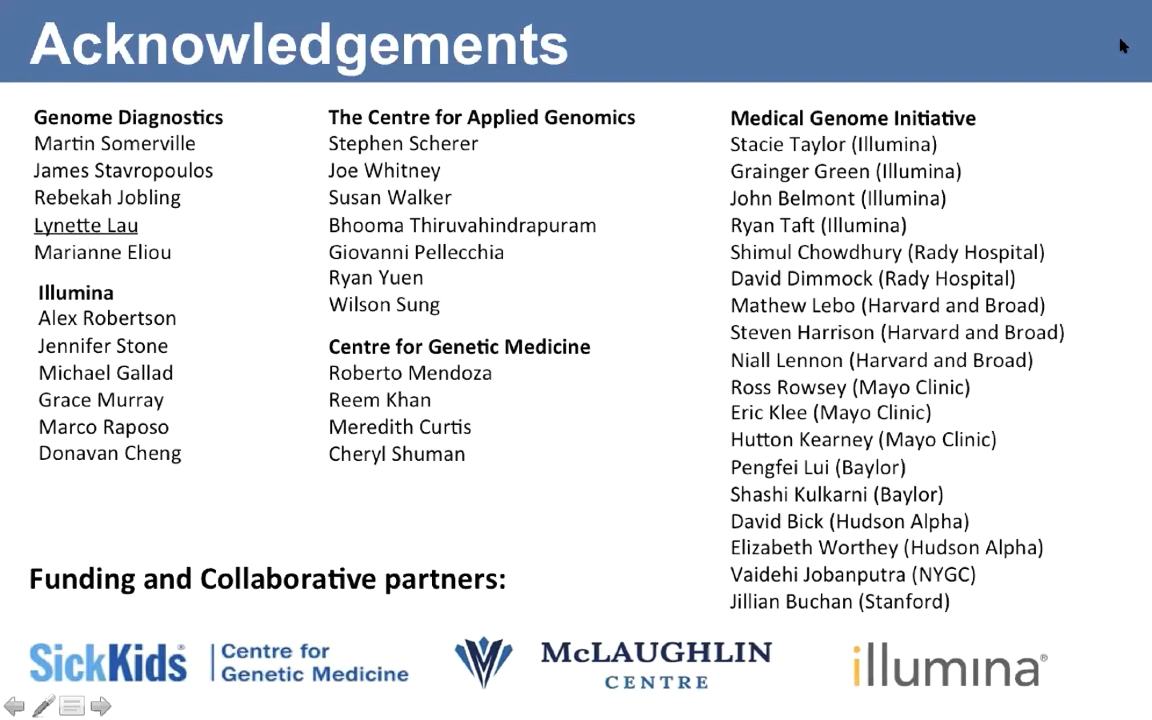 Acknowledgements
Genome Diagnostics
Martin Somerville
James Stavropoulos
Rebekah Jobling
Lynette Lau
Marianne Eliou
Illumina
Alex Robertson
Jennifer Stone
Michael Gallad
Grace Murray
Marco Raposo
Donavan Cheng
The Centre for Applied Genomics
Stephen Scherer
Joe Whitney
Susan Walker
Bhooma Thiruvahindrapuram
Giovanni Pellecchia
Ryan Yuen
Wilson Sung
Centre for Genetic Medicine
Roberto Mendoza
Reem Khan
Meredith Curtis
Cheryl Shuman
Medical Genome Initiative
Stacie Taylor (Illumina)
Grainger Green (Illumina)
John Belmont (Illumina)
Ryan Taft (Illumina)
Shimul Chowdhury (Rady Hospital)
David Dimmock (Rady Hospital)
Mathew Lebo (Harvard and Broad)
Steven Harrison (Harvard and Broad)
Niall Lennon (Harvard and Broad)
Ross Rowsey (Mayo Clinic)
Eric Klee (Mayo Clinic)
Hutton Kearney (Mayo Clinic)
Pengfei Lui (Baylor)
Shashi Kulkarni (Baylor)
David Bick (Hudson Alpha)
Elizabeth Worthey (Hudson Alpha)
Vaidehi Jobanputra (NYGC)
Jillian Buchan (Stanford)
Funding and Collaborative partners:
SickKids®
Centre for
Genetic Medicine
McLAUGHLIN
CENTRE
illumina®